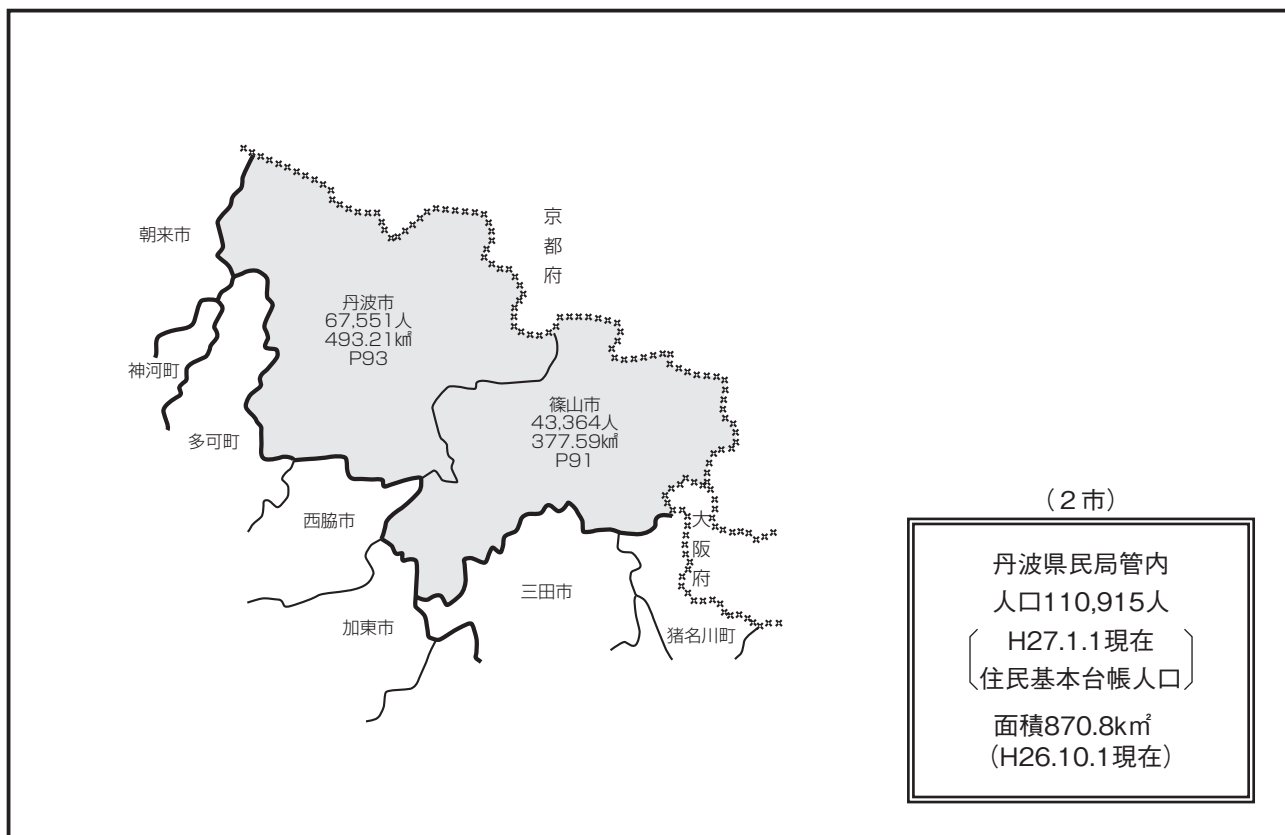 京都府
朝来市
丹波市
67,551人
493.21㎢
P93
神河町
篠山市
43,364人
377.59㎢
P91
多可町
西脇市
大阪府
三田市
加東市
猪名川町
（２市）
丹波県民局管内
人口110,915人
H27.1.1現在
住民基本台帳人口
面積870.8㎢
（H26.10.1現在）